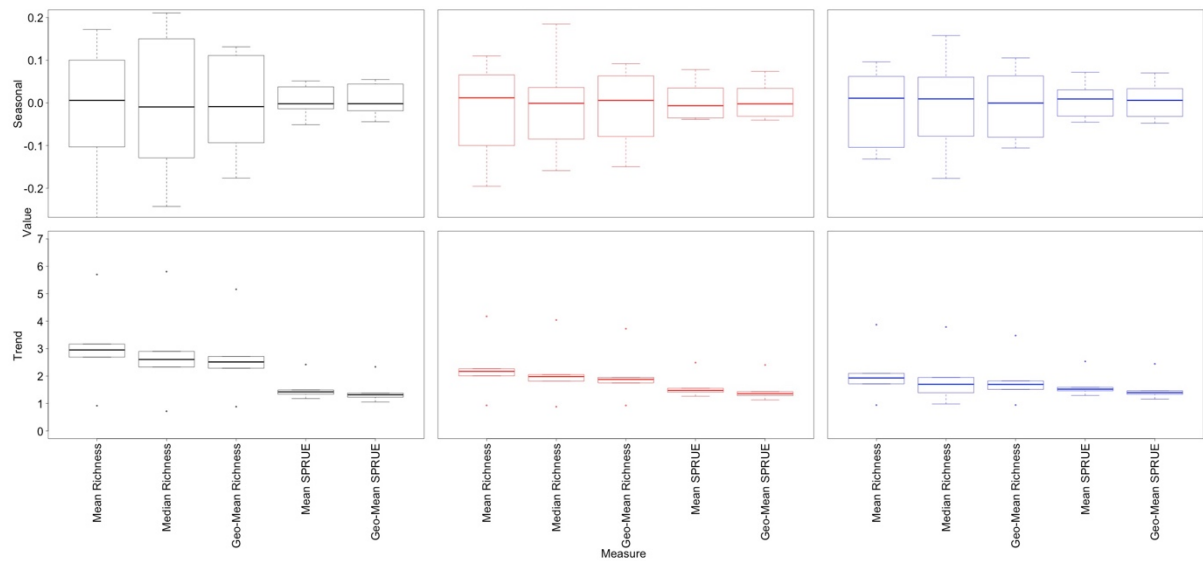 0.2
0.1
0.0
-0.1
-0.2
Seasonal
Value
7
6
5
4
3
2
1
0
Trend
Mean Richness
Median Richness
Geo-Mean Richness
Mean SPRUE
Geo-Mean SPRUE
Mean Richness
Median Richness
Geo-Mean Richness
Mean SPRUE
Geo-Mean SPRUE
Mean Richness
Median Richness
Geo-Mean Richness
Mean SPRUE
Geo-Mean SPRUE
Measure